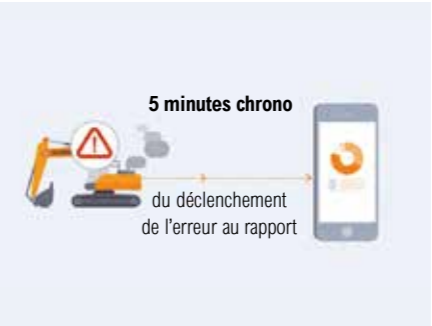 5 minutes chrono
du déclenchement
de l'erreur au rapport